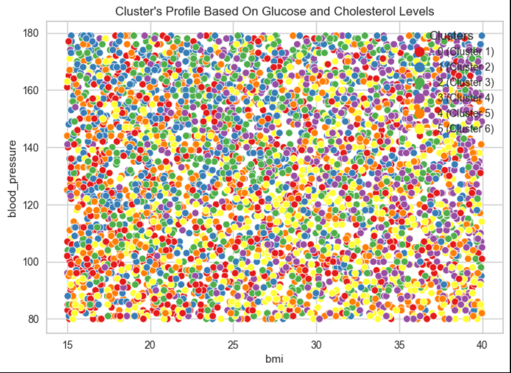 Cluster's Profile Based On Glucose and Cholesterol Levels
Clusters
0 (Cluster 1)
1 (Cluster 2)
2 (Cluster 3)
3 (Cluster 4)
4 (Cluster 5)
5 (Cluster 6)
180
160
140
120
100
80
blood_pressure
15 20 25 30 35 40
bmi